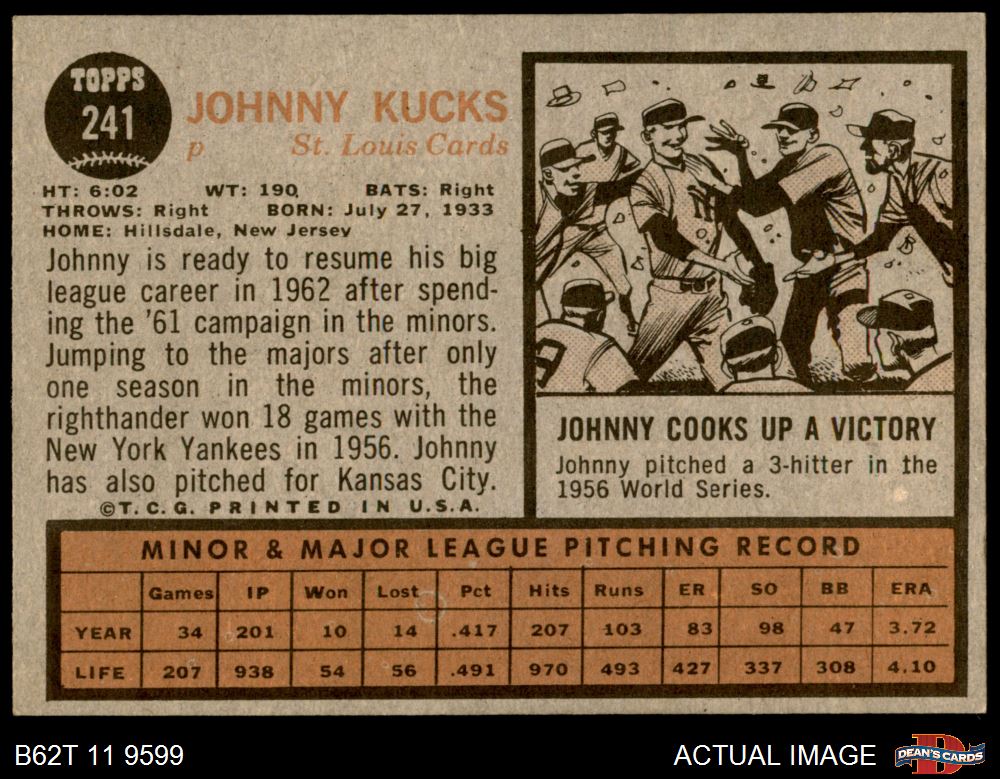 TOPPS
241
JOHNNY KUCKS
p St. Louis Cards
HT: 6:02 WT: 190 BATS: Right
THROWS: Right BORN: July 27, 1933
HOME: Hillsdale, New Jersey
Johnny is ready to resume his big
league career in 1962 after spend-
ing the '61 campaign in the minors.
Jumping to the majors after only
one season in the minors, the
righthander won 18 games with the
New York Yankees in 1956. Johnny
has also pitched for Kansas City.
©T.C.G. PRINTED IN U.S.A.
NY
9
JOHNNY COOKS UP A VICTORY
Johnny pitched a 3-hitter in the
1956 World Series.
MINOR & MAJOR LEAGUE PITCHING RECORD
Games IP Won Lost Pct Hits Runs ER SO BB ERA
YEAR 34 201 10 14 .417 207 103 83 98 47 3.72
LIFE 207 938 54 56 .491 970 493 427 337 308 4.10
B62T 11 9599
ACTUAL IMAGE
D
DEAN'S CARDS